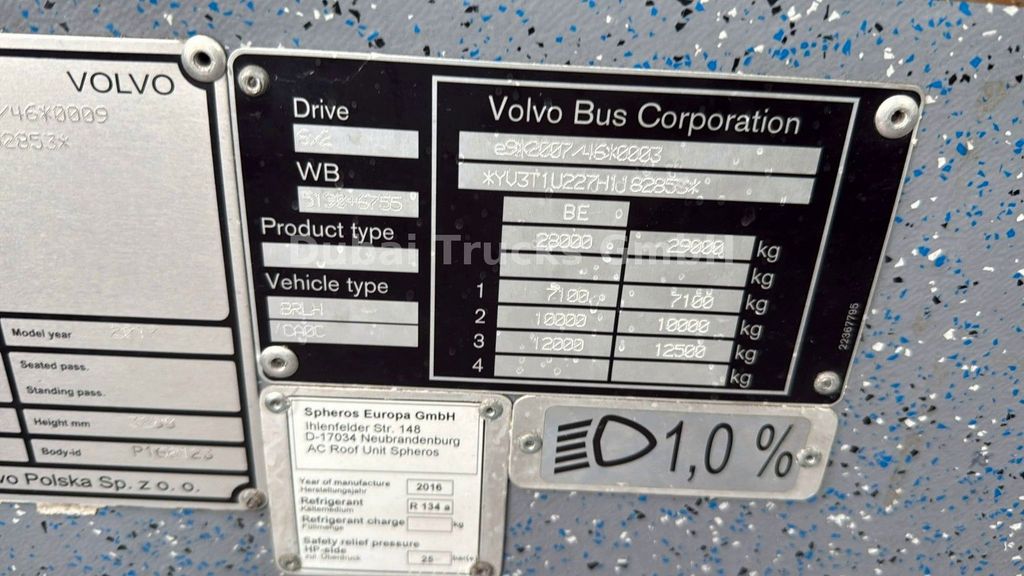 VOLVO
/46*0009
2853*
Model year
Seated pass.
Standing pass.
Height mm
Body-id
vo Polska Sp. z o. o.
Drive
6x2
WB
Product type
Vehicle type
BRLH
Volvo Bus Corporation
e9*2007/46*0003
BE
28000 29000 kg
kg
1 7100 7100 kg
2 10000 10000 kg
3 12000 12500 kg
4 kg
22367795
Dubai Trucks GmbH
Spheros Europa GmbH
Ihlenfelder Str. 148
D-17034 Neubrandenburg
AC Roof Unit Spheros
Year of manufacture 2016
Herstellungsjahr
Refrigerant R 134 a
Kältemedium
Refrigerant charge kg
Füllmenge
Safety relief pressure
HP-side 25
zul. Überdruck
1,0 %